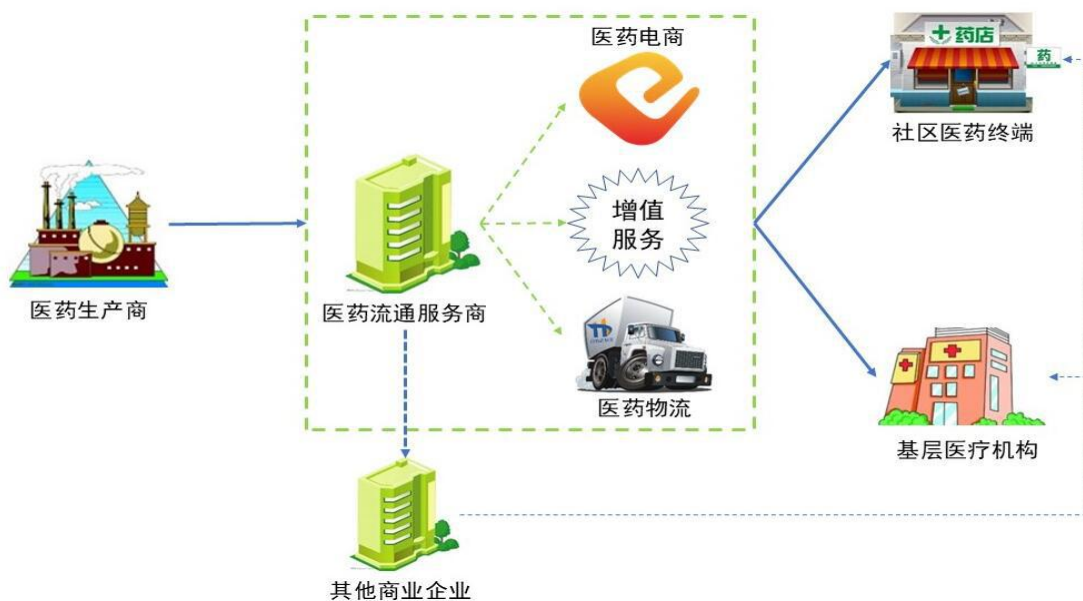 医药电商
药店
药
社区医药终端
增值
服务
医药生产商
医药流通服务商
医药物流
基层医疗机构
其他商业企业